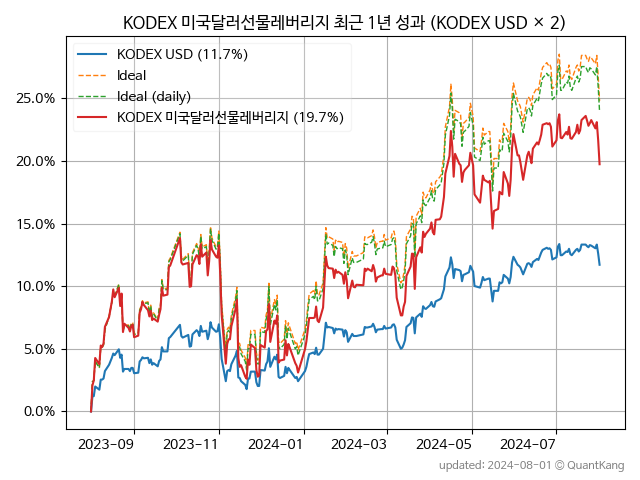 KODEX 미국달러선물레버리지 최근 1년 성과 (KODEX USD × 2)
KODEX USD (11.7%)
Ideal
Ideal (daily)
KODEX 미국달러선물레버리지 (19.7%)
25.0%
20.0%
15.0%
10.0%
5.0%
0.0%
2023-09 2023-11 2024-01 2024-03 2024-05 2024-07
updated: 2024-08-01 © QuantKang